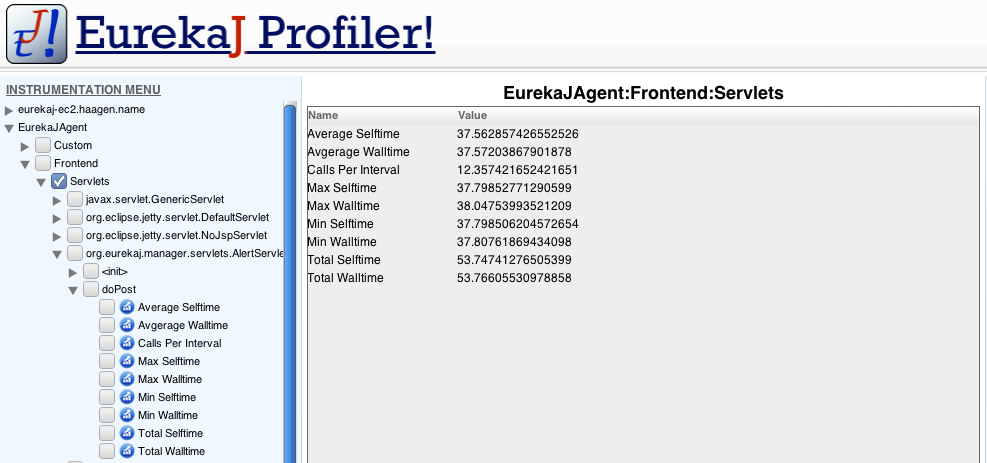 EurekaJ Profiler!
INSTRUMENTATION MENU
eurekaj-ec2.haagen.name
EurekaJAgent
Custom
Frontend
Servlets
javax.servlet.GenericServlet
org.eclipse.jetty.servlet.DefaultServlet
org.eclipse.jetty.servlet.NoJspServlet
org.eurekaj.manager.servlets.AlertServle
<init>
doPost
Average Selftime
Avgerage Walltime
Calls Per Interval
Max Selftime
Max Walltime
Min Selftime
Min Walltime
Total Selftime
Total Walltime
EurekaJAgent:Frontend:Servlets
Name Value
Average Selftime 37.562857426552526
Avgerage Walltime 37.57203867901878
Calls Per Interval 12.357421652421651
Max Selftime 37.79852771290599
Max Walltime 38.04753993521209
Min Selftime 37.798506204572654
Min Walltime 37.80761869434098
Total Selftime 53.74741276505399
Total Walltime 53.76605530978858